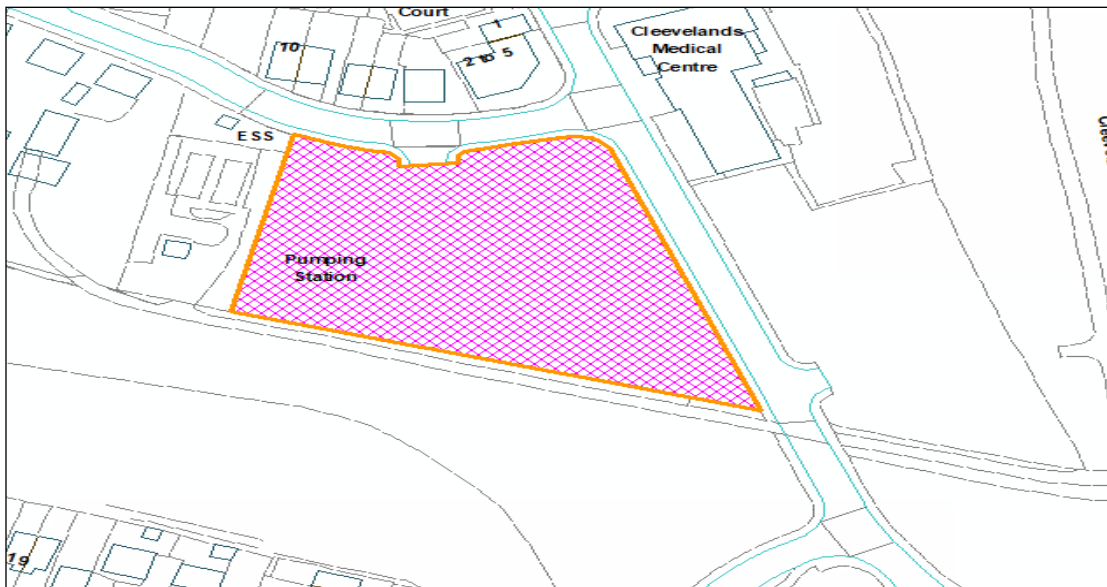 Court
1
2 to 5
10
Cleevelands
Medical
Centre
ESS
Pumping
Station
19